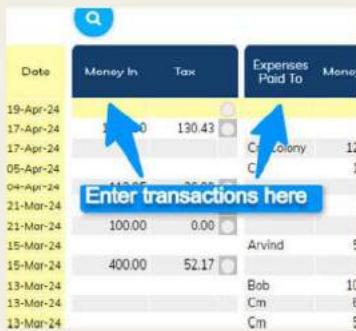 Date Money In Tax Expenses Paid To
19-Apr-24
17-Apr-24 130.43
17-Apr-24
05-Apr-24
04-Apr-24
Enter transactions here
21-Mar-24
21-Mar-24 100.00 0.00
15-Mar-24 Arvind
15-Mar-24 400.00 52.17
13-Mar-24 Bob
13-Mar-24 Cm
13-Mar-24 Cm